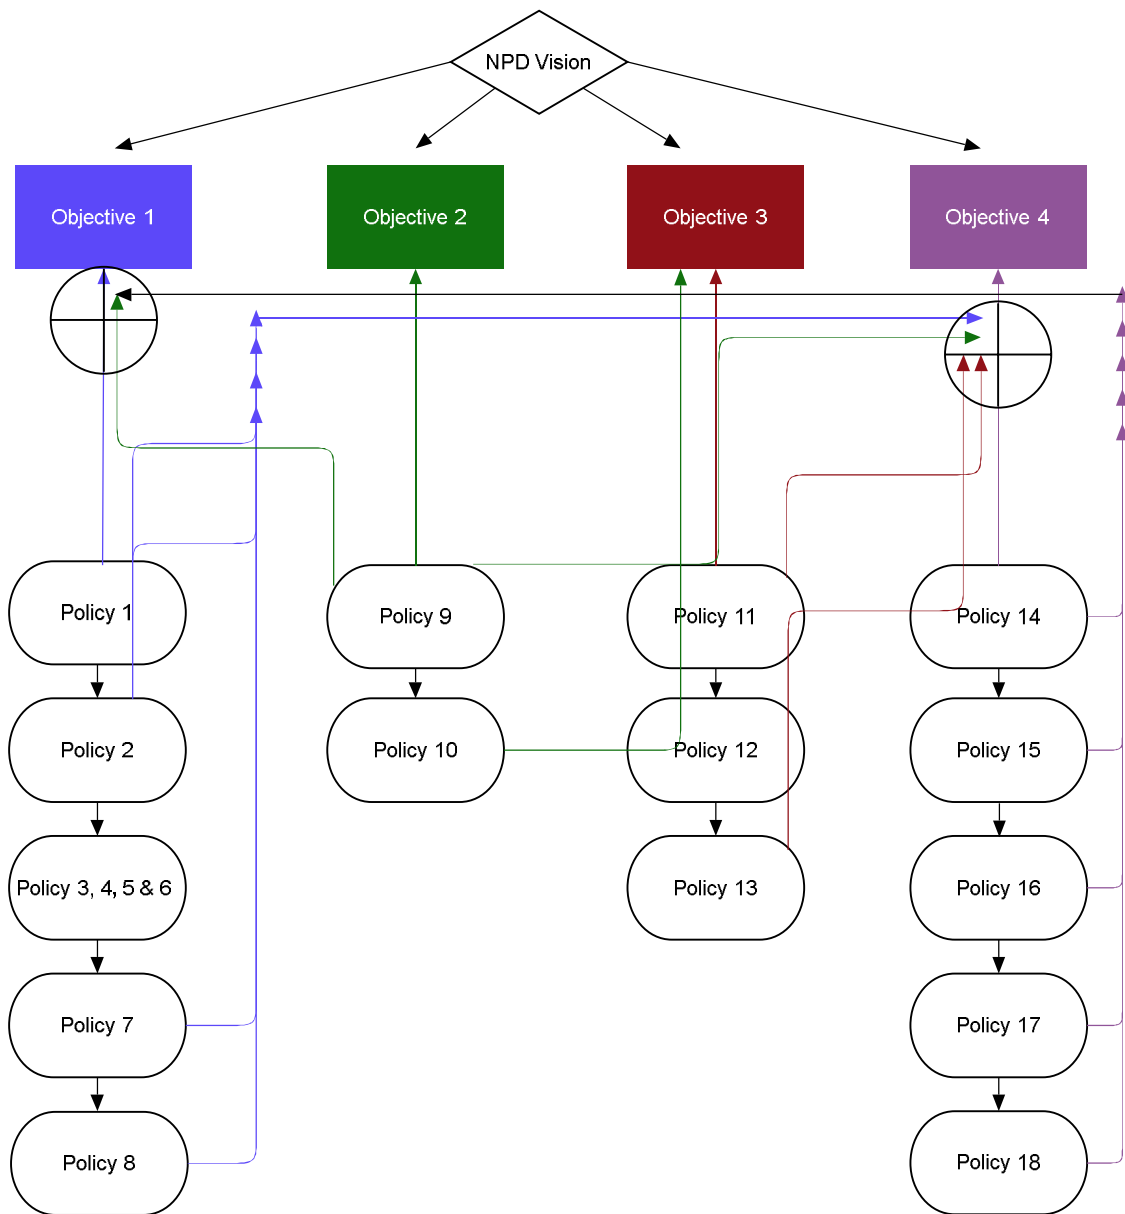 NPD Vision
Objective 1
Objective 2
Objective 3
Objective 4
Policy 1
Policy 9
Policy 11
Policy 14
Policy 2
Policy 10
Policy 12
Policy 15
Policy 3, 4, 5 & 6
Policy 13
Policy 16
Policy 7
Policy 17
Policy 8
Policy 18